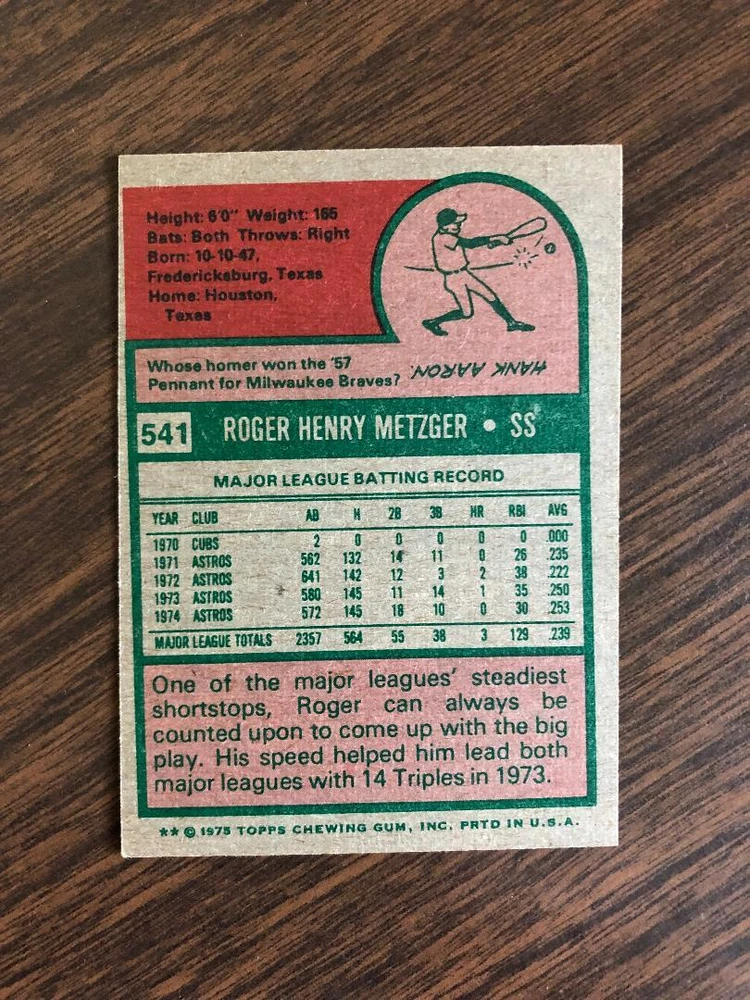 Height: 6'0" Weight: 165
Bats: Both Throws: Right
Born: 10-10-47,
Fredericksburg, Texas
Home: Houston,
Texas
Whose homer won the '57
Pennant for Milwaukee Braves?
HANK AARON.
541 ROGER HENRY METZGER • SS
MAJOR LEAGUE BATTING RECORD
YEAR CLUB AB H 2B 3B HR RBI AVG
1970 CUBS 2 0 0 0 0 0 .000
1971 ASTROS 562 132 14 11 0 26 .235
1972 ASTROS 641 142 12 3 2 38 .222
1973 ASTROS 580 145 11 14 1 35 .250
1974 ASTROS 572 145 18 10 0 30 .253
MAJOR LEAGUE TOTALS 2357 564 55 38 3 129 .239
One of the major leagues' steadiest
shortstops, Roger can always be
counted upon to come up with the big
play. His speed helped him lead both
major leagues with 14 Triples in 1973.
** © 1975 TOPPS CHEWING GUM, INC. PRTD IN U.S.A.